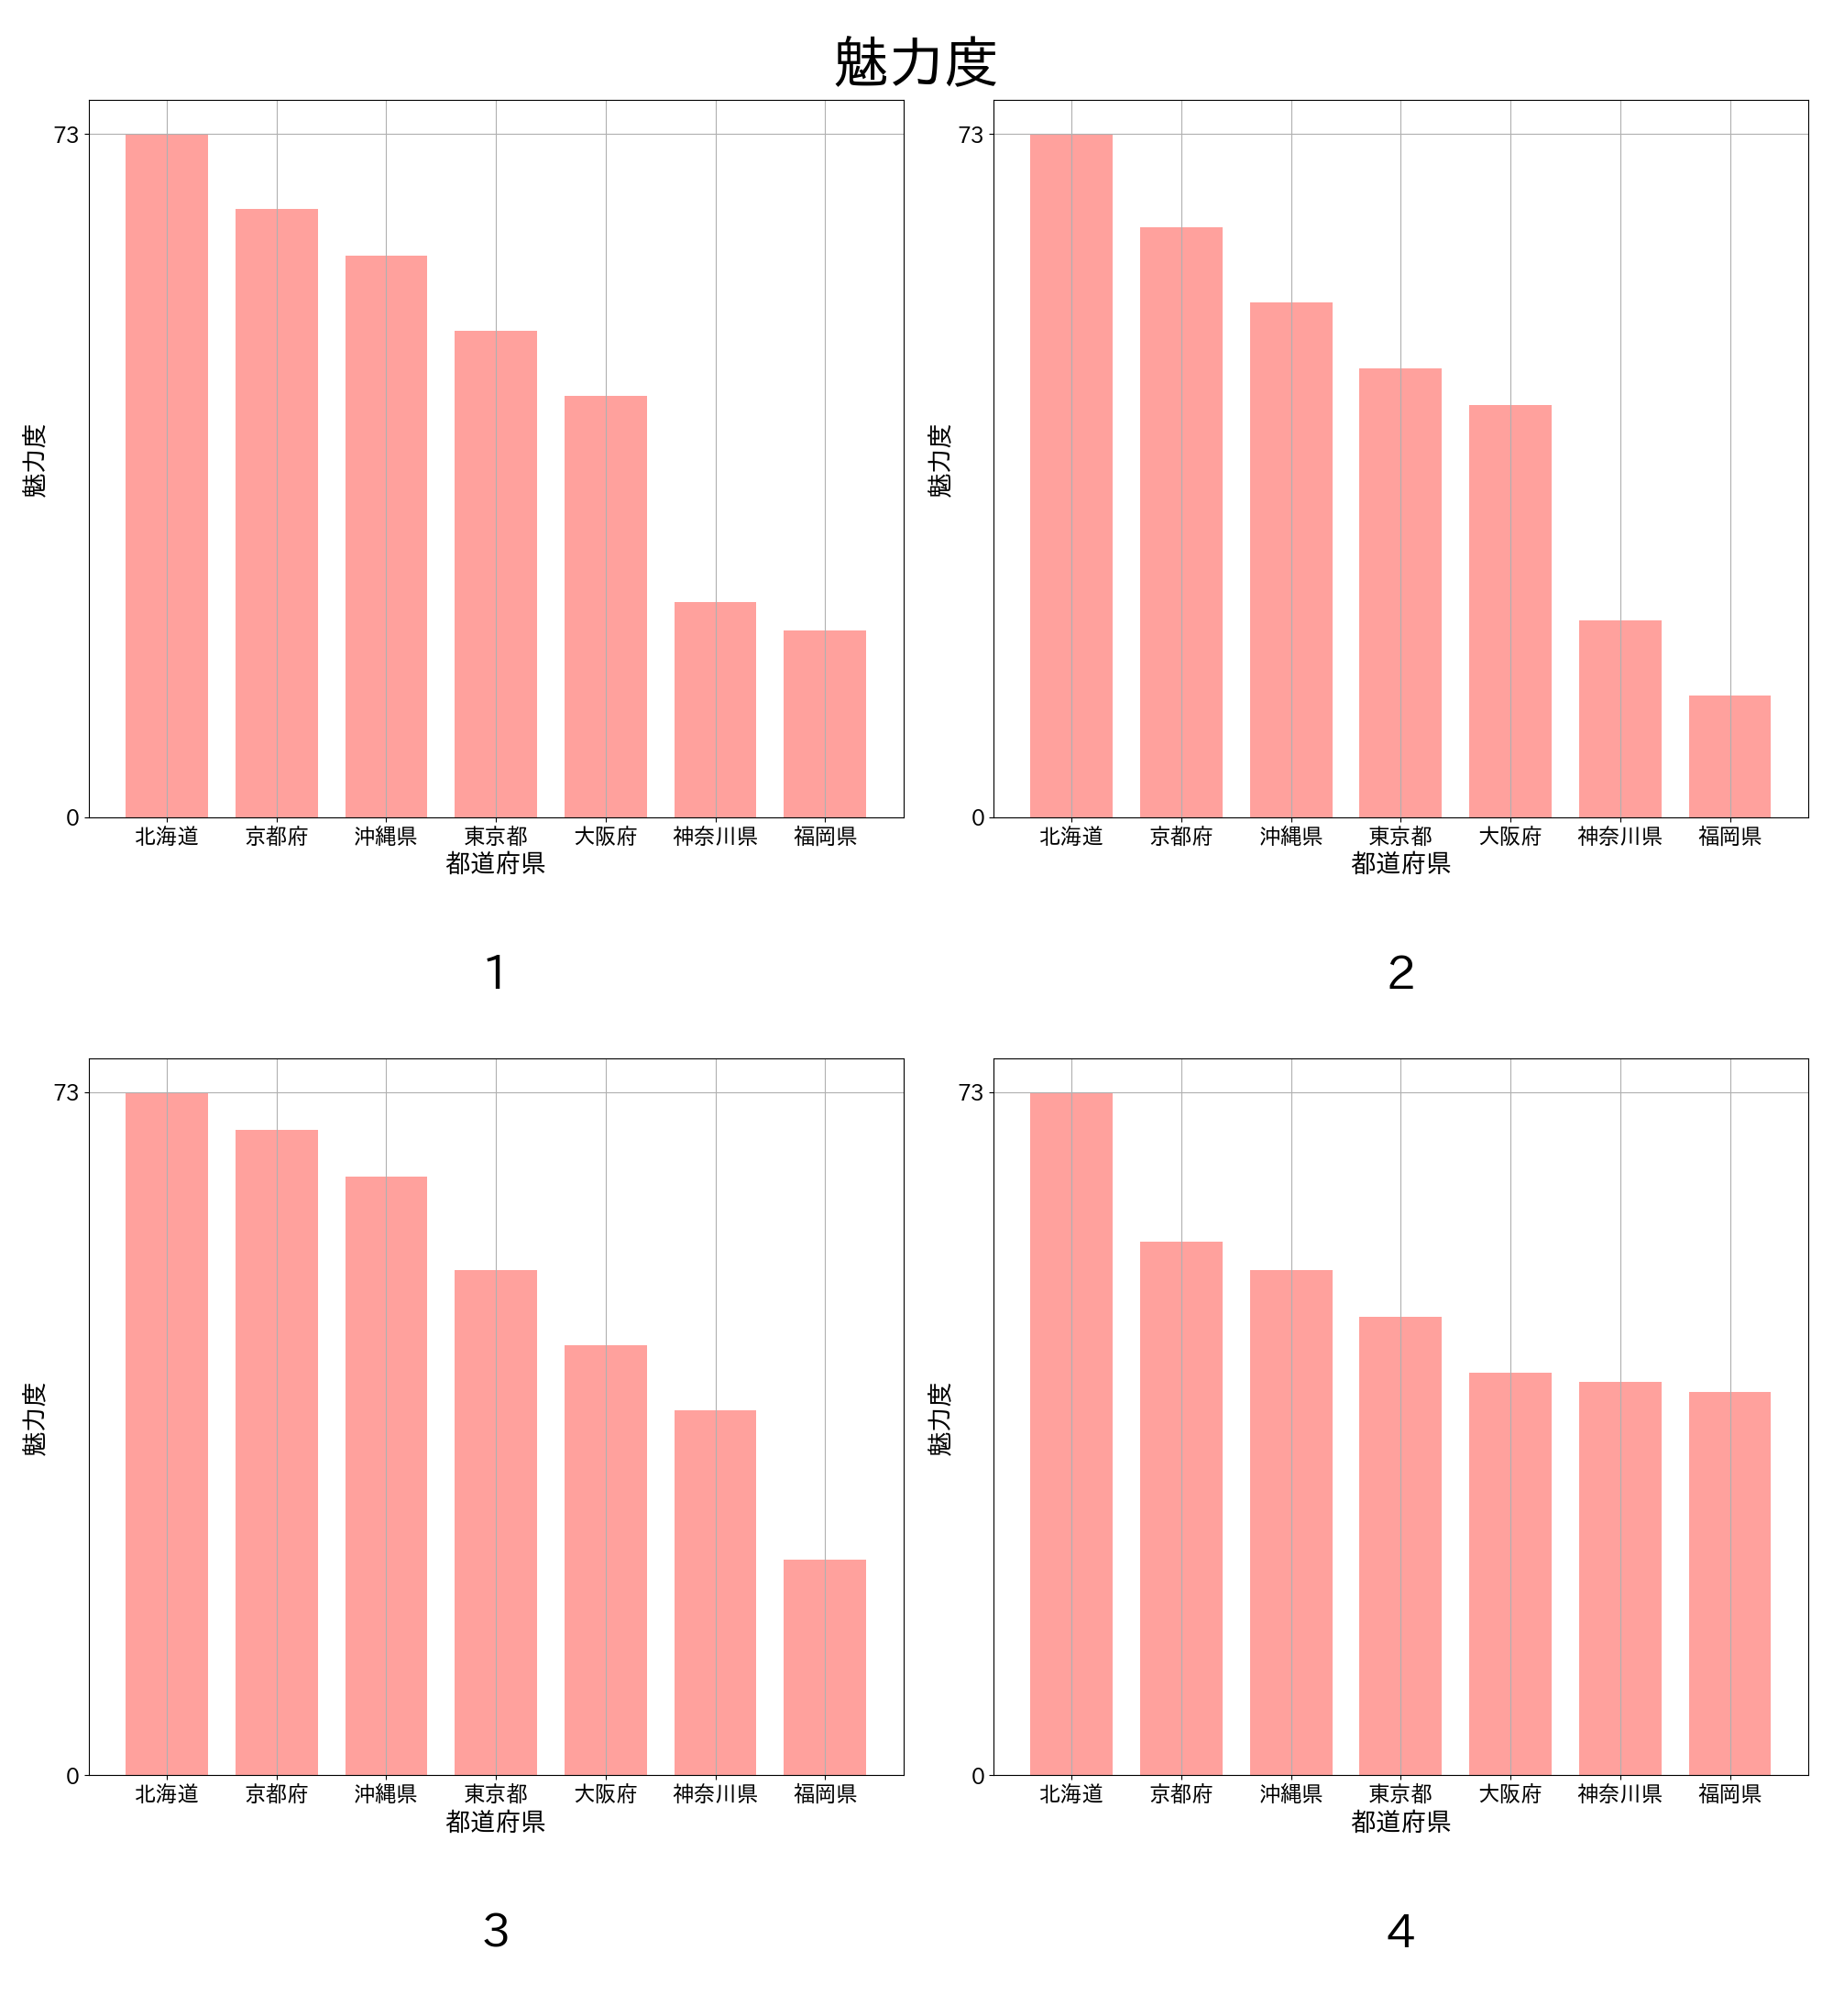 魅力度
73
0
魅力度
北海道 京都府 沖縄県 東京都 大阪府 神奈川県 福岡県
都道府県
1
73
0
魅力度
北海道 京都府 沖縄県 東京都 大阪府 神奈川県 福岡県
都道府県
2
73
0
魅力度
北海道 京都府 沖縄県 東京都 大阪府 神奈川県 福岡県
都道府県
3
73
0
魅力度
北海道 京都府 沖縄県 東京都 大阪府 神奈川県 福岡県
都道府県
4